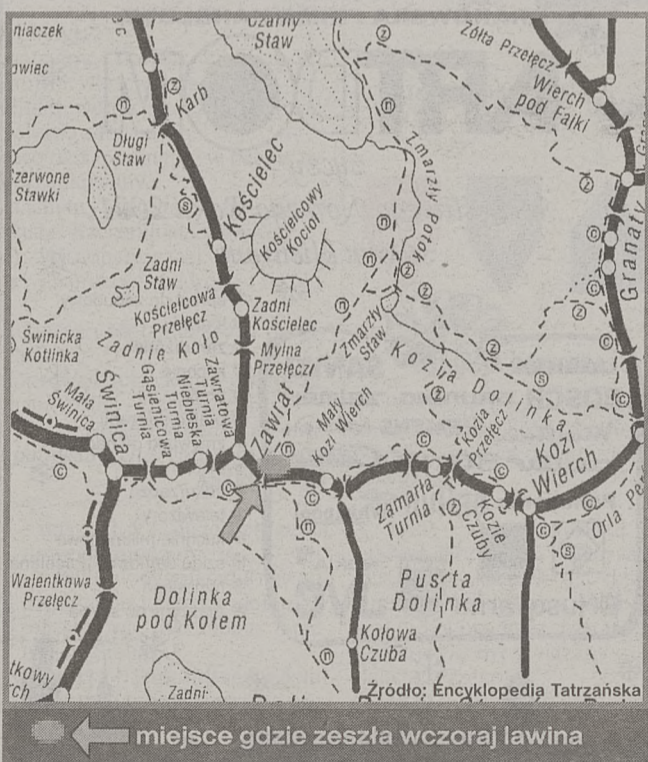 niaczek
owiec
Czarny
Staw
Żółta Przełęcz
Wierch
pod Fajki
Karb
Długi
Staw
zerwone
Stawki
Kościelec
Kościelcowy
Kocioł
Zmarzły Potok
Granaty
Zadni
Staw
Kościelcowa
Przełęcz
Zadni
Kościelec
Mylna
Przełęcz
Zmarzły
Staw
Kozia Dolinka
Świnicka
Kotlinka
Zadnie Koło
Mała
Świnica
Świnica
Gąsienicowa
Turnia
Niebieska
Turnia
Zawratowa
Turnia
Zawrat
Mały
Kozi Wierch
Kozia
Przełęcz
Kozi
Wierch
Zamarła
Turnia
Kozie
Czuby
Orla Per
Walentkowa
Przełęcz
Dolinka
pod Kołem
Pusta
Dolinka
Kołowa
Czuba
tkowy
rch
Zadni
Źródło: Encyklopedia Tatrzańska
miejsce gdzie zeszła wczoraj lawina